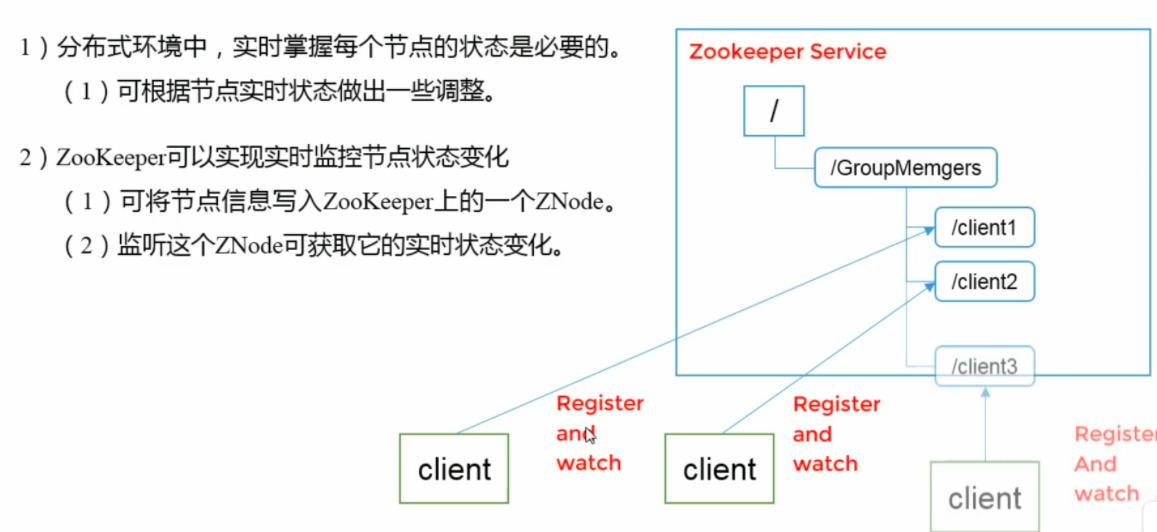 1）分布式环境中，实时掌握每个节点的状态是必要的。
（1）可根据节点实时状态做出一些调整。
2）ZooKeeper可以实现实时监控节点状态变化
（1）可将节点信息写入ZooKeeper上的一个ZNode。
（2）监听这个ZNode可获取它的实时状态变化。
Zookeeper Service
/
/GroupMemgers
/client1
/client2
/client3
Register
and
watch
Register
and
watch
Register
And
watch
client
client
client